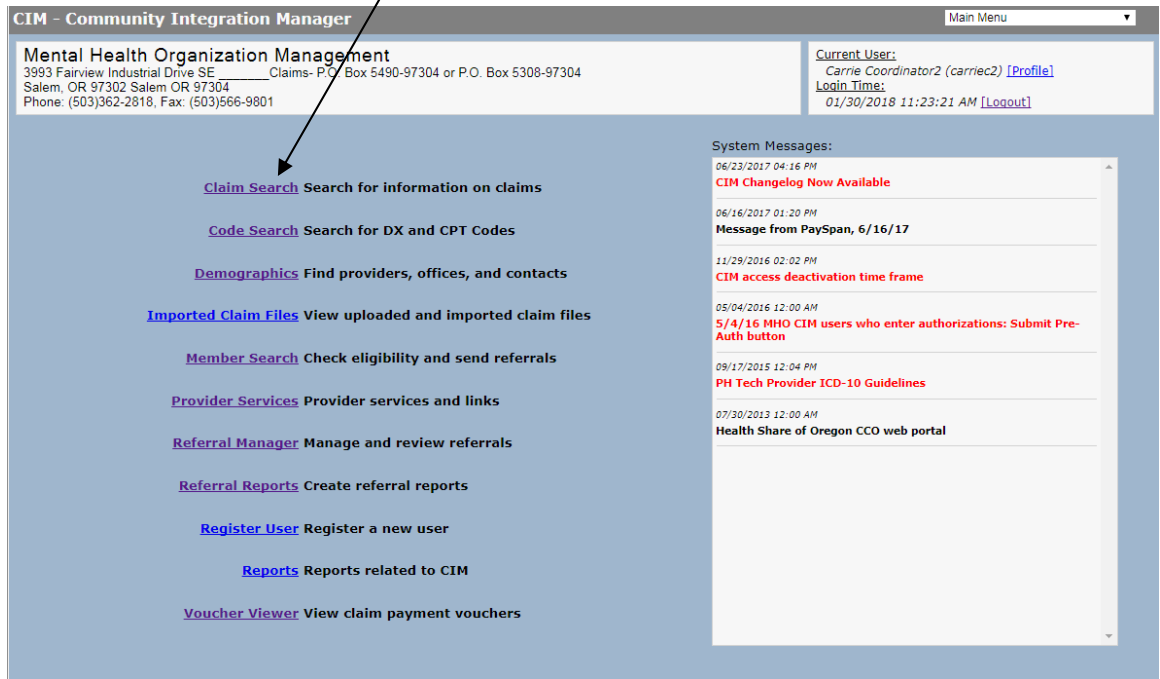 CIM - Community Integration Manager
Main Menu
Mental Health Organization Management
3993 Fairview Industrial Drive SE _______Claims- P.O. Box 5490-97304 or P.O. Box 5308-97304
Salem, OR 97302 Salem OR 97304
Phone: (503)362-2818, Fax: (503)566-9801
Current User:
Carrie Coordinator2 (carriec2) [Profile]
Login Time:
01/30/2018 11:23:21 AM [Logout]
Claim Search Search for information on claims
Code Search Search for DX and CPT Codes
Demographics Find providers, offices, and contacts
Imported Claim Files View uploaded and imported claim files
Member Search Check eligibility and send referrals
Provider Services Provider services and links
Referral Manager Manage and review referrals
Referral Reports Create referral reports
Register User Register a new user
Reports Reports related to CIM
Voucher Viewer View claim payment vouchers
System Messages:
06/23/2017 04:16 PM
CIM Changelog Now Available
06/16/2017 01:20 PM
Message from PaySpan, 6/16/17
11/29/2016 02:02 PM
CIM access deactivation time frame
05/04/2016 12:00 AM
5/4/16 MHO CIM users who enter authorizations: Submit Pre-
Auth button
09/17/2015 12:04 PM
PH Tech Provider ICD-10 Guidelines
07/30/2013 12:00 AM
Health Share of Oregon CCO web portal